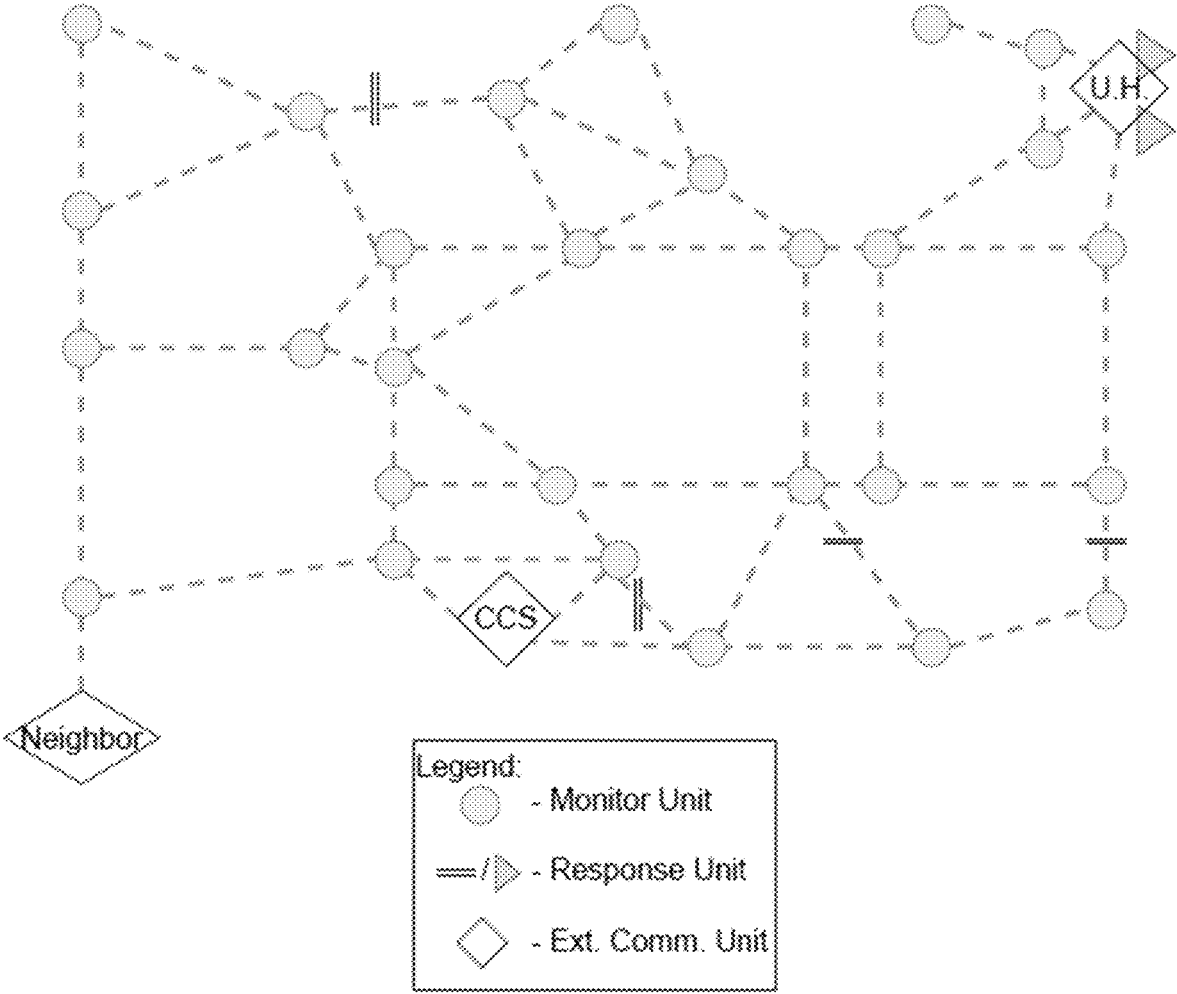 U.H.
CCS
Neighbor
Legend:
- Monitor Unit
/ - Response Unit
- Ext. Comm. Unit